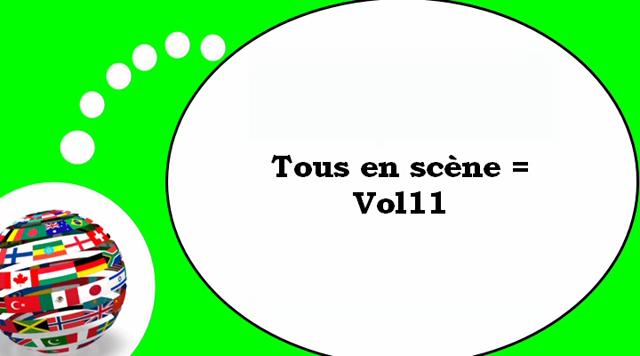 Tous en scène =
Vol11